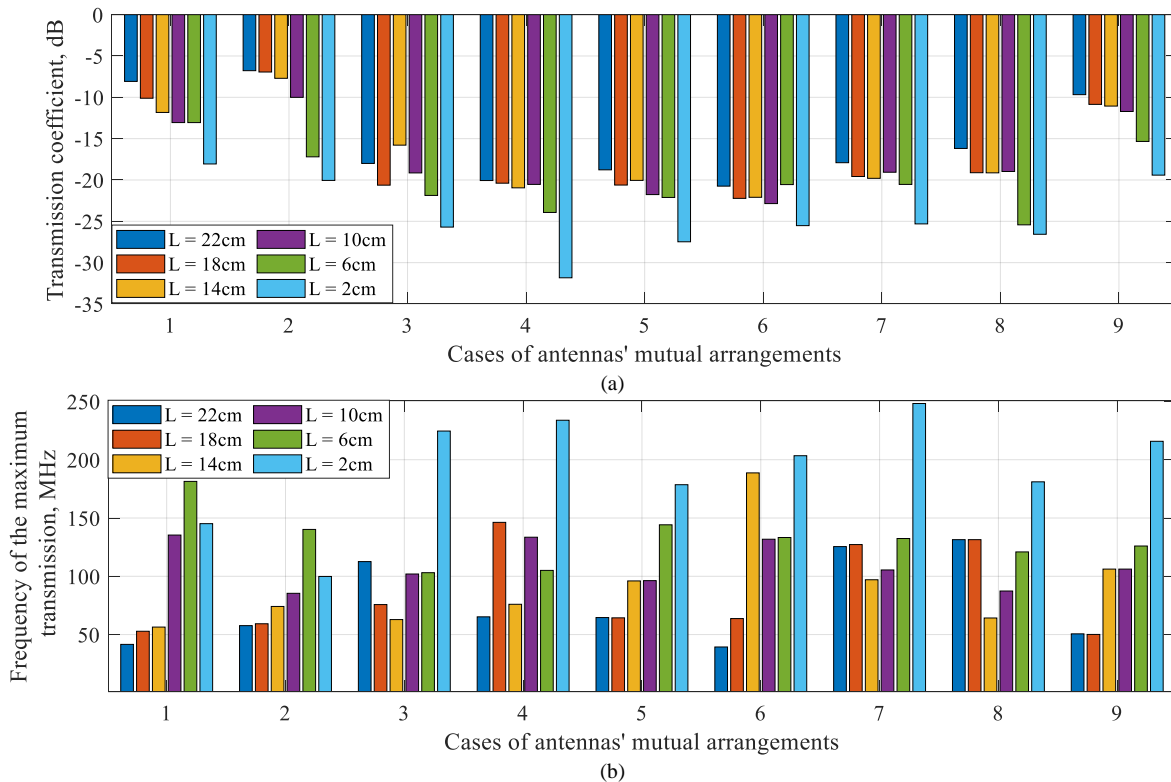 0
-5
-10
-15
-20
-25
-30
-35
Transmission coefficient, dB
L = 22cm
L = 10cm
L = 18cm
L = 6cm
L = 14cm
L = 2cm
1 2 3 4 5 6 7 8 9
Cases of antennas' mutual arrangements
(a)
250
200
150
100
50
Frequency of the maximum
transmission, MHz
L = 22cm
L = 10cm
L = 18cm
L = 6cm
L = 14cm
L = 2cm
1 2 3 4 5 6 7 8 9
Cases of antennas' mutual arrangements
(b)